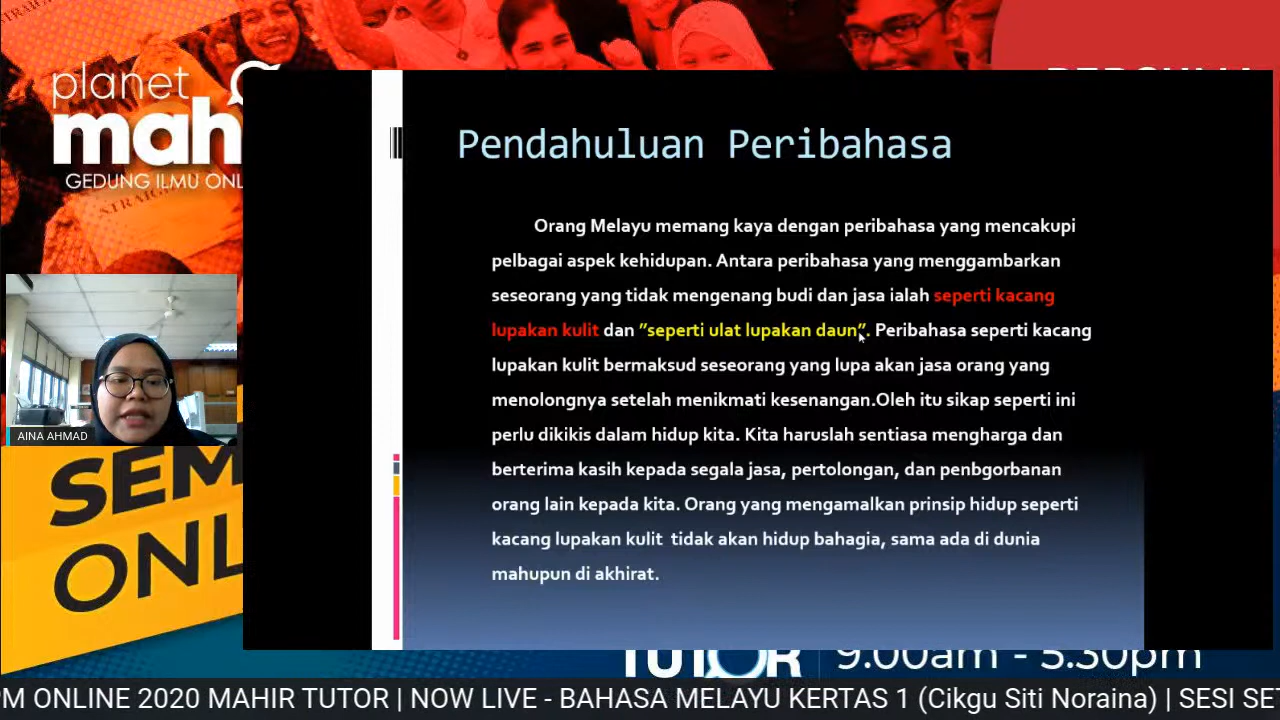 planet
mah
GEDUNG ILMU ONL
Pendahuluan Peribahasa
Orang Melayu memang kaya dengan peribahasa yang mencakupi
pelbagai aspek kehidupan. Antara peribahasa yang menggambarkan
seseorang yang tidak mengenang budi dan jasa ialah seperti kacang
lupakan kulit dan ”seperti ulat lupakan daun”. Peribahasa seperti kacang
lupakan kulit bermaksud seseorang yang lupa akan jasa orang yang
menolongnya setelah menikmati kesenangan.Oleh itu sikap seperti ini
perlu dikikis dalam hidup kita. Kita haruslah sentiasa mengharga dan
berterima kasih kepada segala jasa, pertolongan, dan penbgorbanan
orang lain kepada kita. Orang yang mengamalkan prinsip hidup seperti
kacang lupakan kulit tidak akan hidup bahagia, sama ada di dunia
mahupun di akhirat.
AINA AHMAD
SEM
ONL
TUTOR
9.00am - 5.30pm
PM ONLINE 2020 MAHIR TUTOR | NOW LIVE - BAHASA MELAYU KERTAS 1 (Cikgu Siti Noraina) | SESI SE